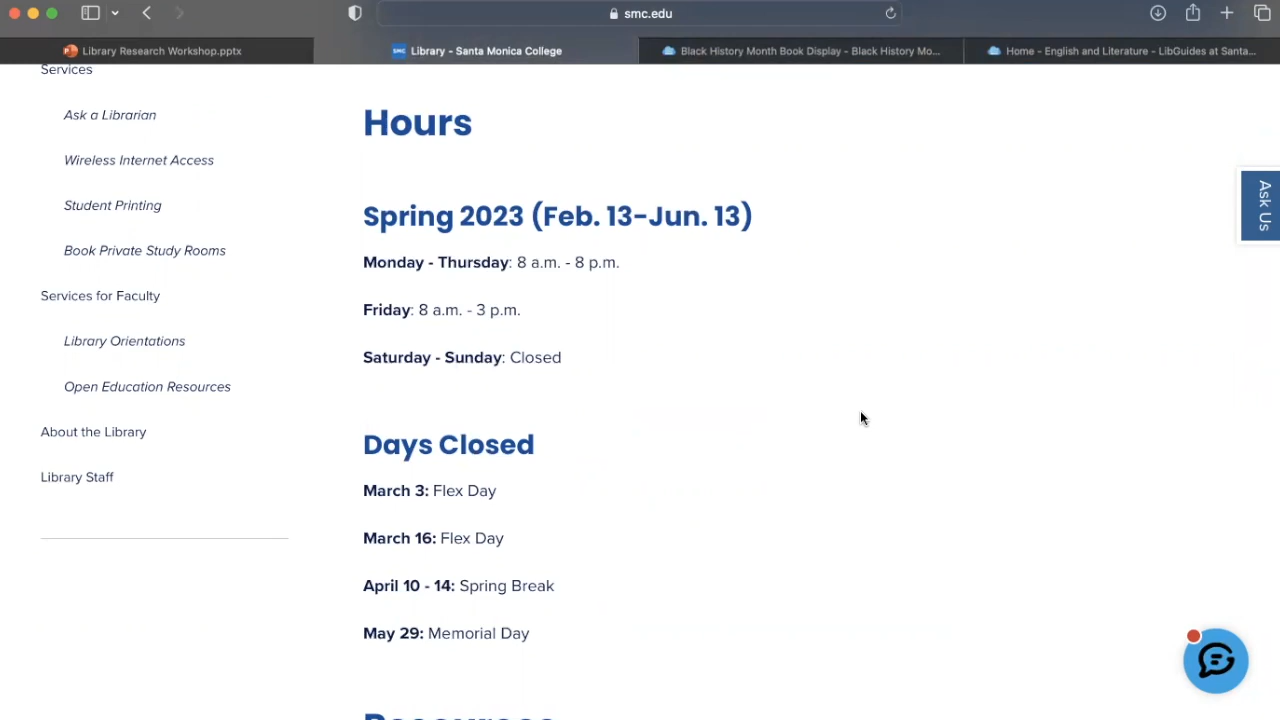 smc.edu
Library Research Workshop.pptx
SMC Library - Santa Monica College
Black History Month Book Display - Black History Mo...
Home - English and Literature - LibGuides at Santa...
Services
Ask a Librarian
Wireless Internet Access
Student Printing
Book Private Study Rooms
Services for Faculty
Library Orientations
Open Education Resources
About the Library
Library Staff
Hours
Spring 2023 (Feb. 13-Jun. 13)
Monday - Thursday: 8 a.m. - 8 p.m.
Friday: 8 a.m. - 3 p.m.
Saturday - Sunday: Closed
Days Closed
March 3: Flex Day
March 16: Flex Day
April 10 - 14: Spring Break
May 29: Memorial Day
Resources
Ask Us